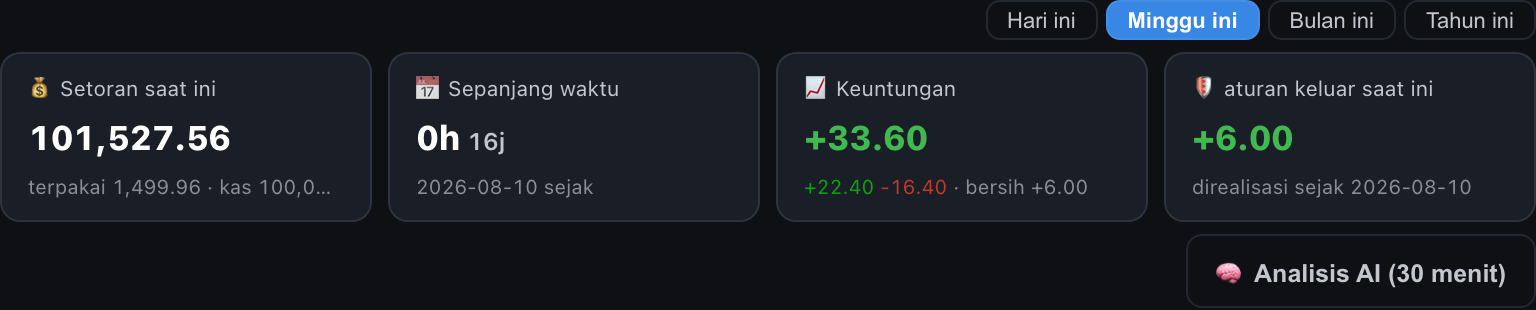 Hari ini Minggu ini Bulan ini Tahun ini
Setoran saat ini
101,527.56
terpakai 1,499.96 · kas 100,0...
17
Sepanjang waktu
0h 16j
2026-08-10 sejak
Keuntungan
+33.60
+22.40 -16.40 · bersih +6.00
aturan keluar saat ini
+6.00
direalisasi sejak 2026-08-10
Analisis AI (30 menit)